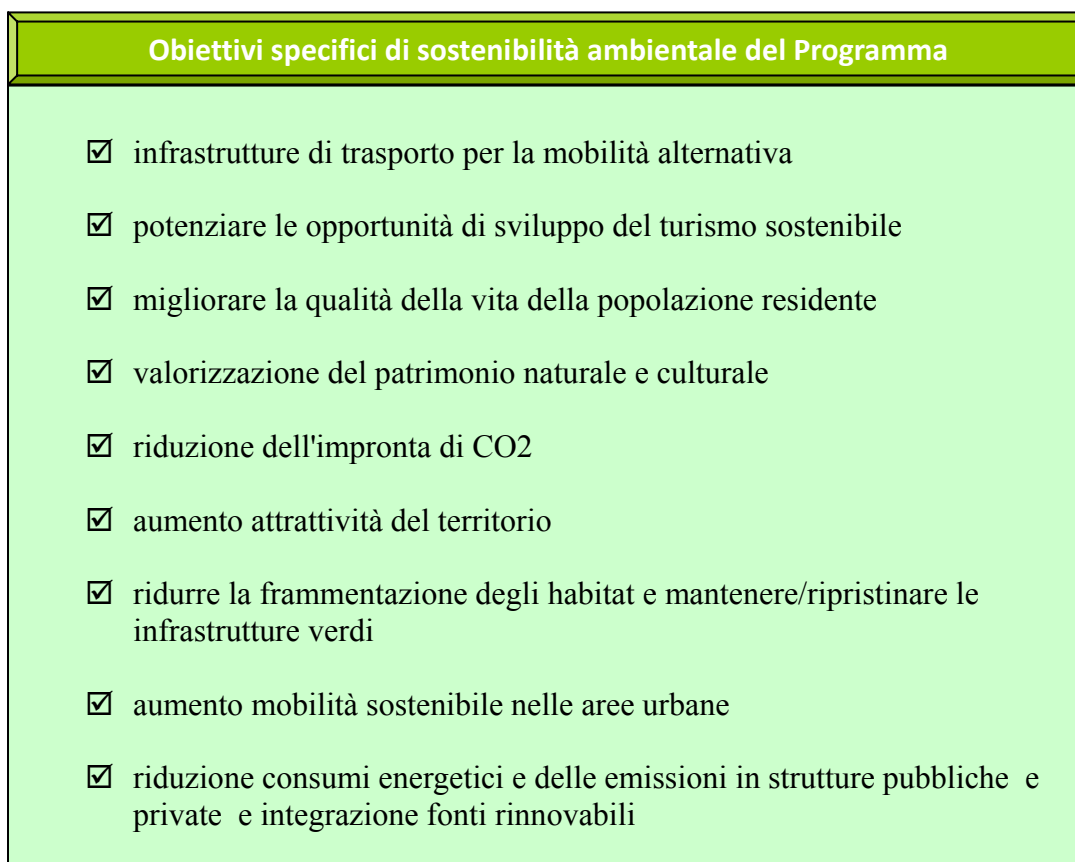 Obiettivi specifici di sostenibilità ambientale del Programma
☑ infrastrutture di trasporto per la mobilità alternativa
☑ potenziare le opportunità di sviluppo del turismo sostenibile
☑ migliorare la qualità della vita della popolazione residente
☑ valorizzazione del patrimonio naturale e culturale
☑ riduzione dell'impronta di CO2
☑ aumento attrattività del territorio
☑ ridurre la frammentazione degli habitat e mantenere/ripristinare le
infrastrutture verdi
☑ aumento mobilità sostenibile nelle aree urbane
☑ riduzione consumi energetici e delle emissioni in strutture pubbliche e
private e integrazione fonti rinnovabili